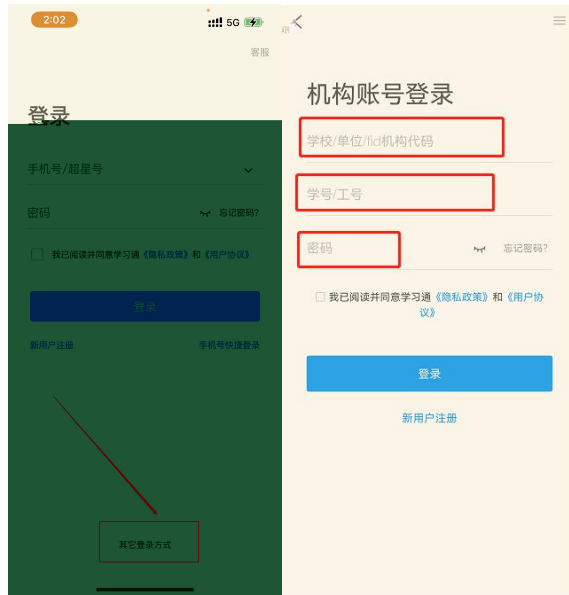 2:02
5G
客服
登录
手机号/超星号
密码
忘记密码?
我已阅读并同意学习通《隐私政策》和《用户协议》
登录
新用户注册
手机号快捷登录
其它登录方式
机构账号登录
学校/单位/fid机构代码
学号/工号
密码
忘记密码?
我已阅读并同意学习通《隐私政策》和《用户协
议》
登录
新用户注册